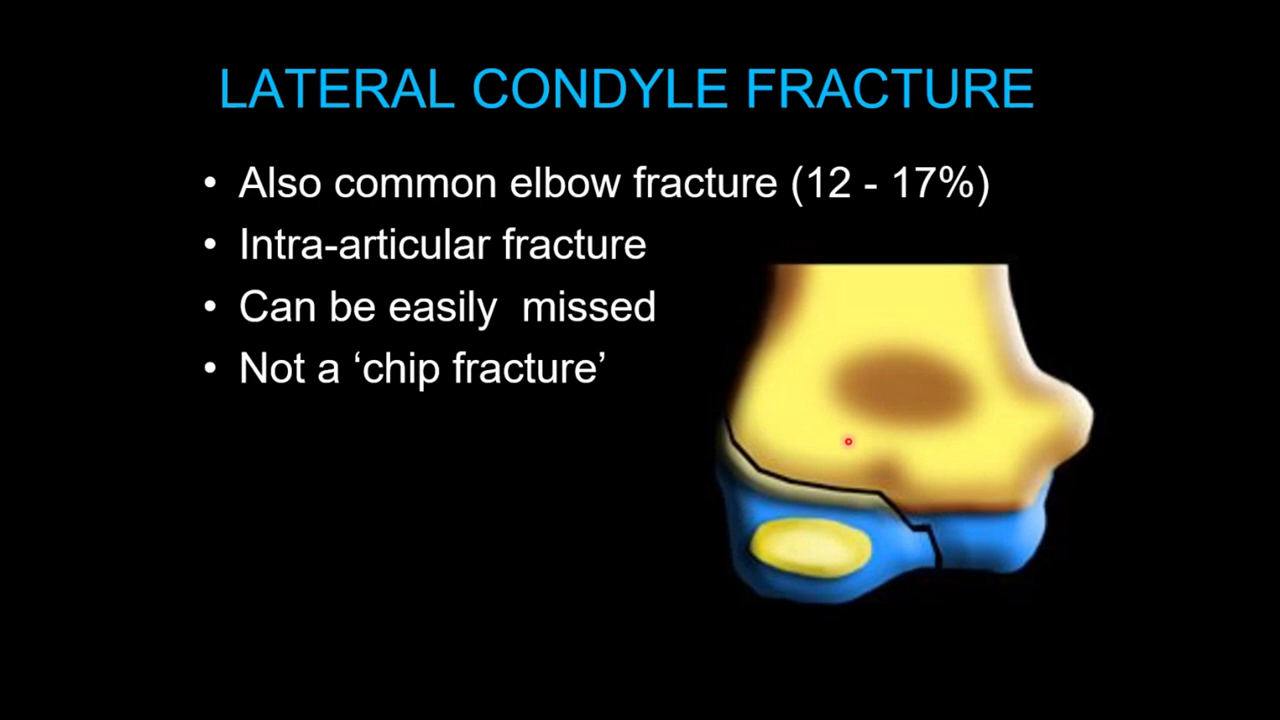 LATERAL CONDYLE FRACTURE
• Also common elbow fracture (12 - 17%)
• Intra-articular fracture
• Can be easily  missed
• Not a ‘chip fracture’